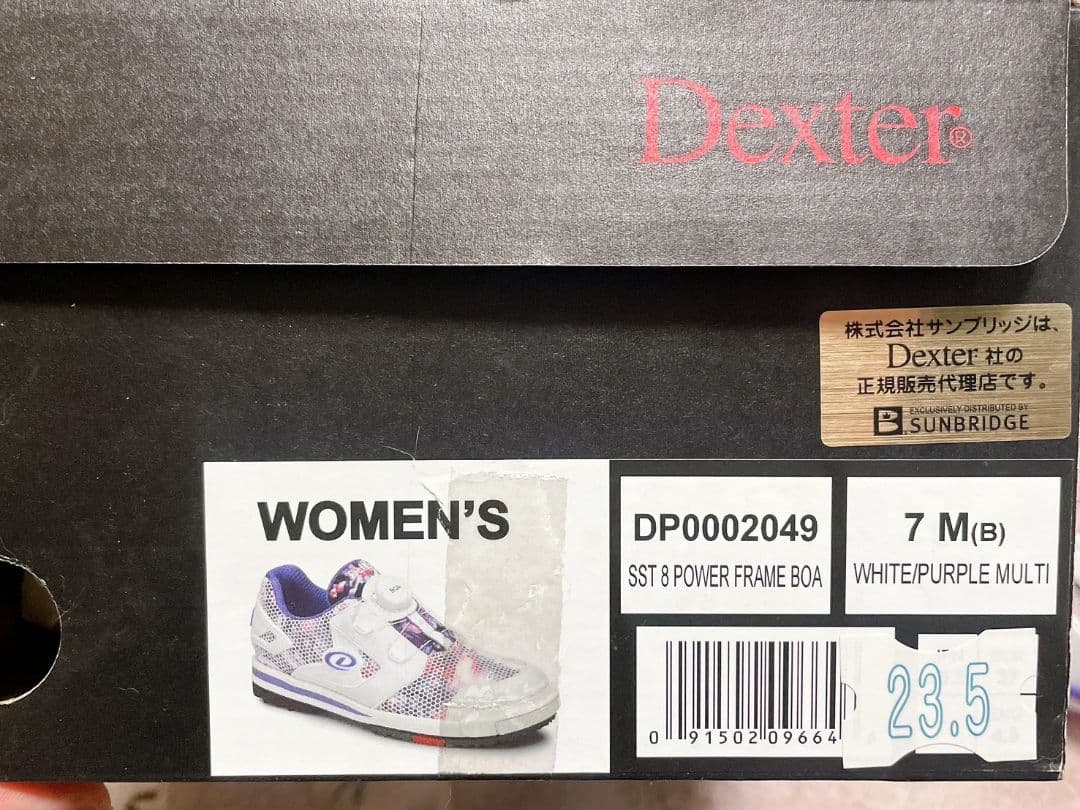 Dexter®
株式会社サンブリッジは、
Dexter 社の
正規販売代理店です。
B. EXCLUSIVELY DISTRIBUTED BY
SUNBRIDGE
WOMEN'S
BOA
DP0002049
SST 8 POWER FRAME BOA
7 M(B)
WHITE/PURPLE MULTI
0 91502 09664
23.5